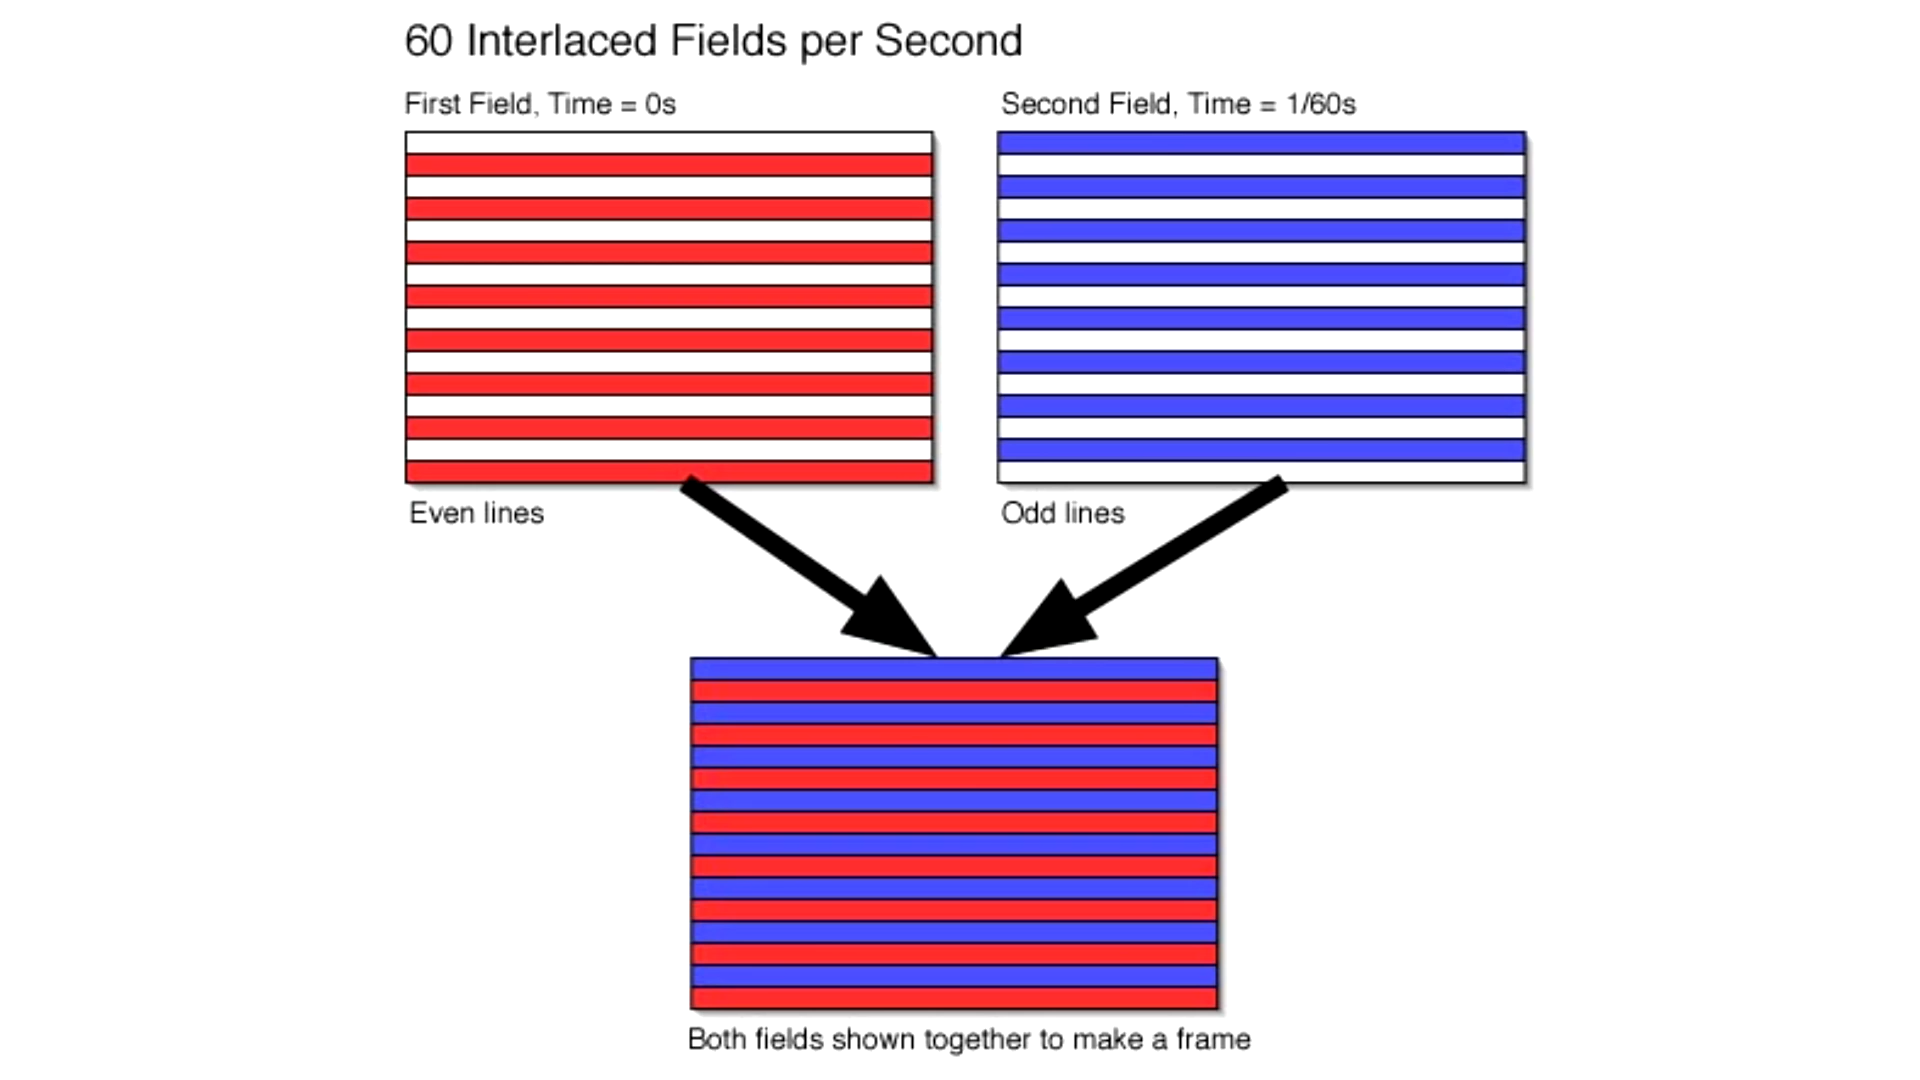 60 Interlaced Fields per Second
First Field, Time = 0s
Second Field, Time = 1/60s
Even lines
Odd lines
Both fields shown together to make a frame